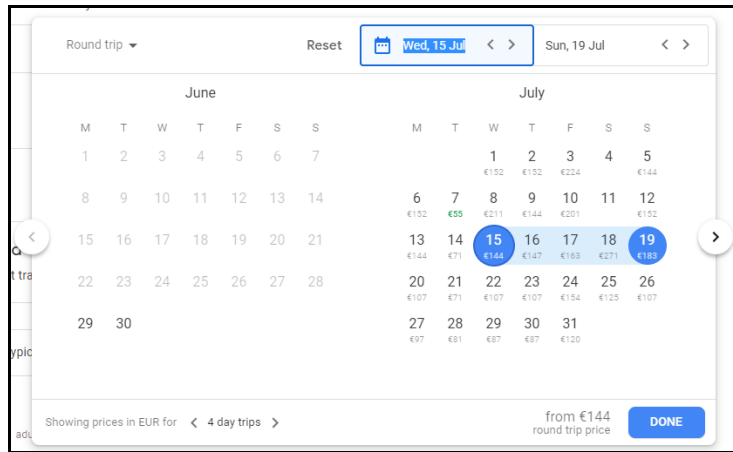 Round trip Reset Wed, 15 Jul Sun, 19 Jul
June July
M T W T F S S M T W T F S S
1 2 3 4 5 6 7 1 2 3 4 5
€152 €152 €224 €144
8 9 10 11 12 13 14 6 7 8 9 10 11 12
€152 €55 €211 €144 €201 €152
15 16 17 18 19 20 21 13 14 15 16 17 18 19
€144 €71 €144 €147 €163 €271 €183
22 23 24 25 26 27 28 20 21 22 23 24 25 26
€107 €71 €107 €107 €154 €125 €107
29 30 27 28 29 30 31
€97 €81 €87 €87 €120
Showing prices in EUR for 4 day trips from €144 DONE
round trip price